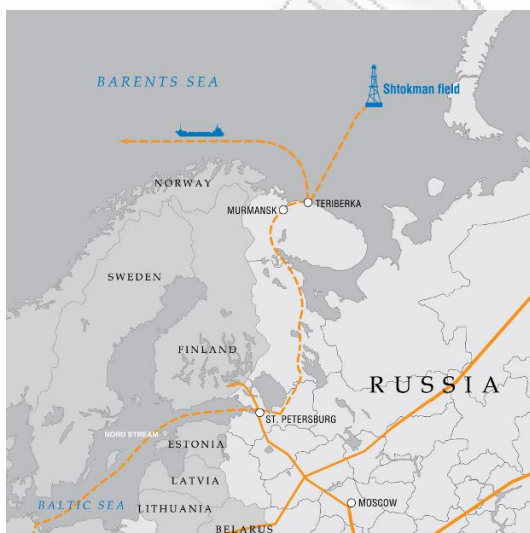 BARENTS SEA
Shtokman field
NORWAY
MURMANSK
TERIBERKA
SWEDEN
FINLAND
RUSSIA
ST. PETERSBURG
NORD STREAM
ESTONIA
LATVIA
BALTIC SEA
LITHUANIA
MOSCOW
BELARUS